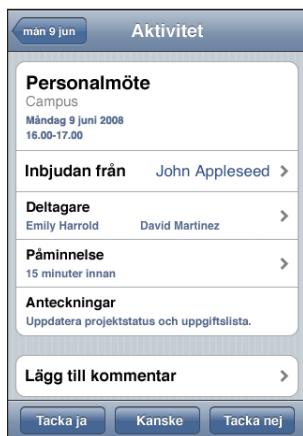 mån 9 jun
Aktivitet
Personalmöte
Campus
Måndag 9 juni 2008
16.00-17.00
Inbjudan från John Appleseed
Deltagare
Emily Harrold David Martinez
Påminnelse
15 minuter innan
Anteckningar
Uppdatera projektstatus och uppgiftslista.
Lägg till kommentar
Tacka ja Kanske Tacka nej